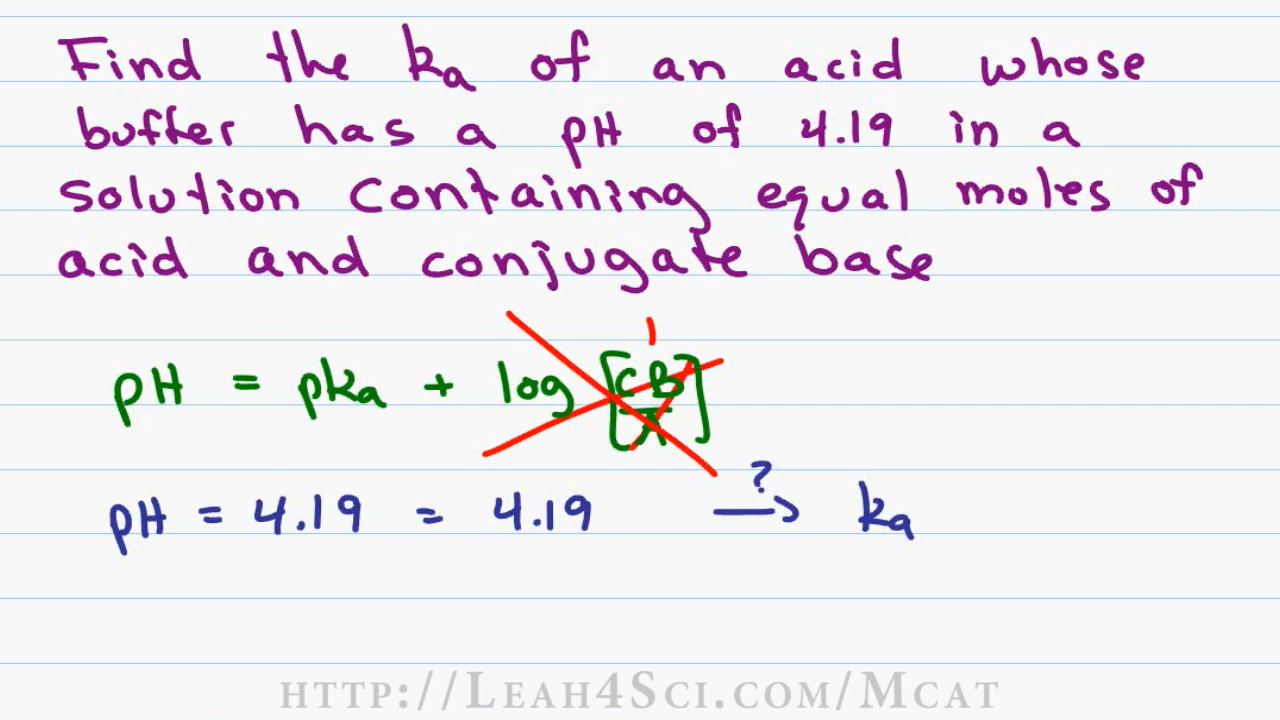 Find the ka of an acid whose
buffer has a pH of 4.19 in a
solution containing equal moles of
acid and conjugate base
1
pH = pka + log [CB/A]
?
pH = 4.19 = 4.19 → ka
HTTP://LEAH4SCI.COM/MCAT